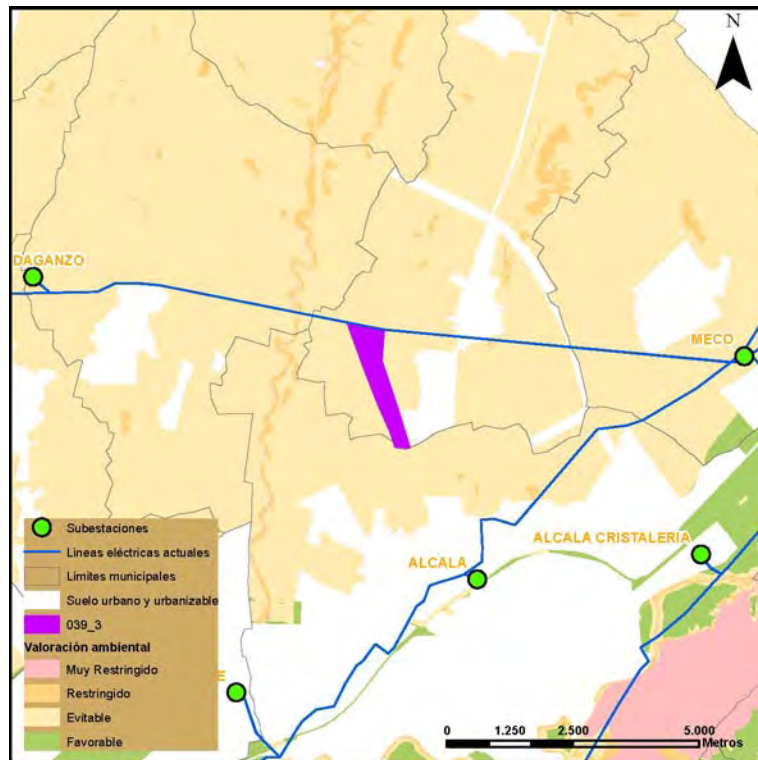 N
DAGANZO
MECO
ALCALA CRISTALERIA
ALCALA
E
Subestaciones
Líneas eléctricas actuales
Límites municipales
Suelo urbano y urbanizable
039_3
Valoración ambiental
Muy Restringido
Restringido
Evitable
Favorable
0 1.250 2.500 5.000
Metros